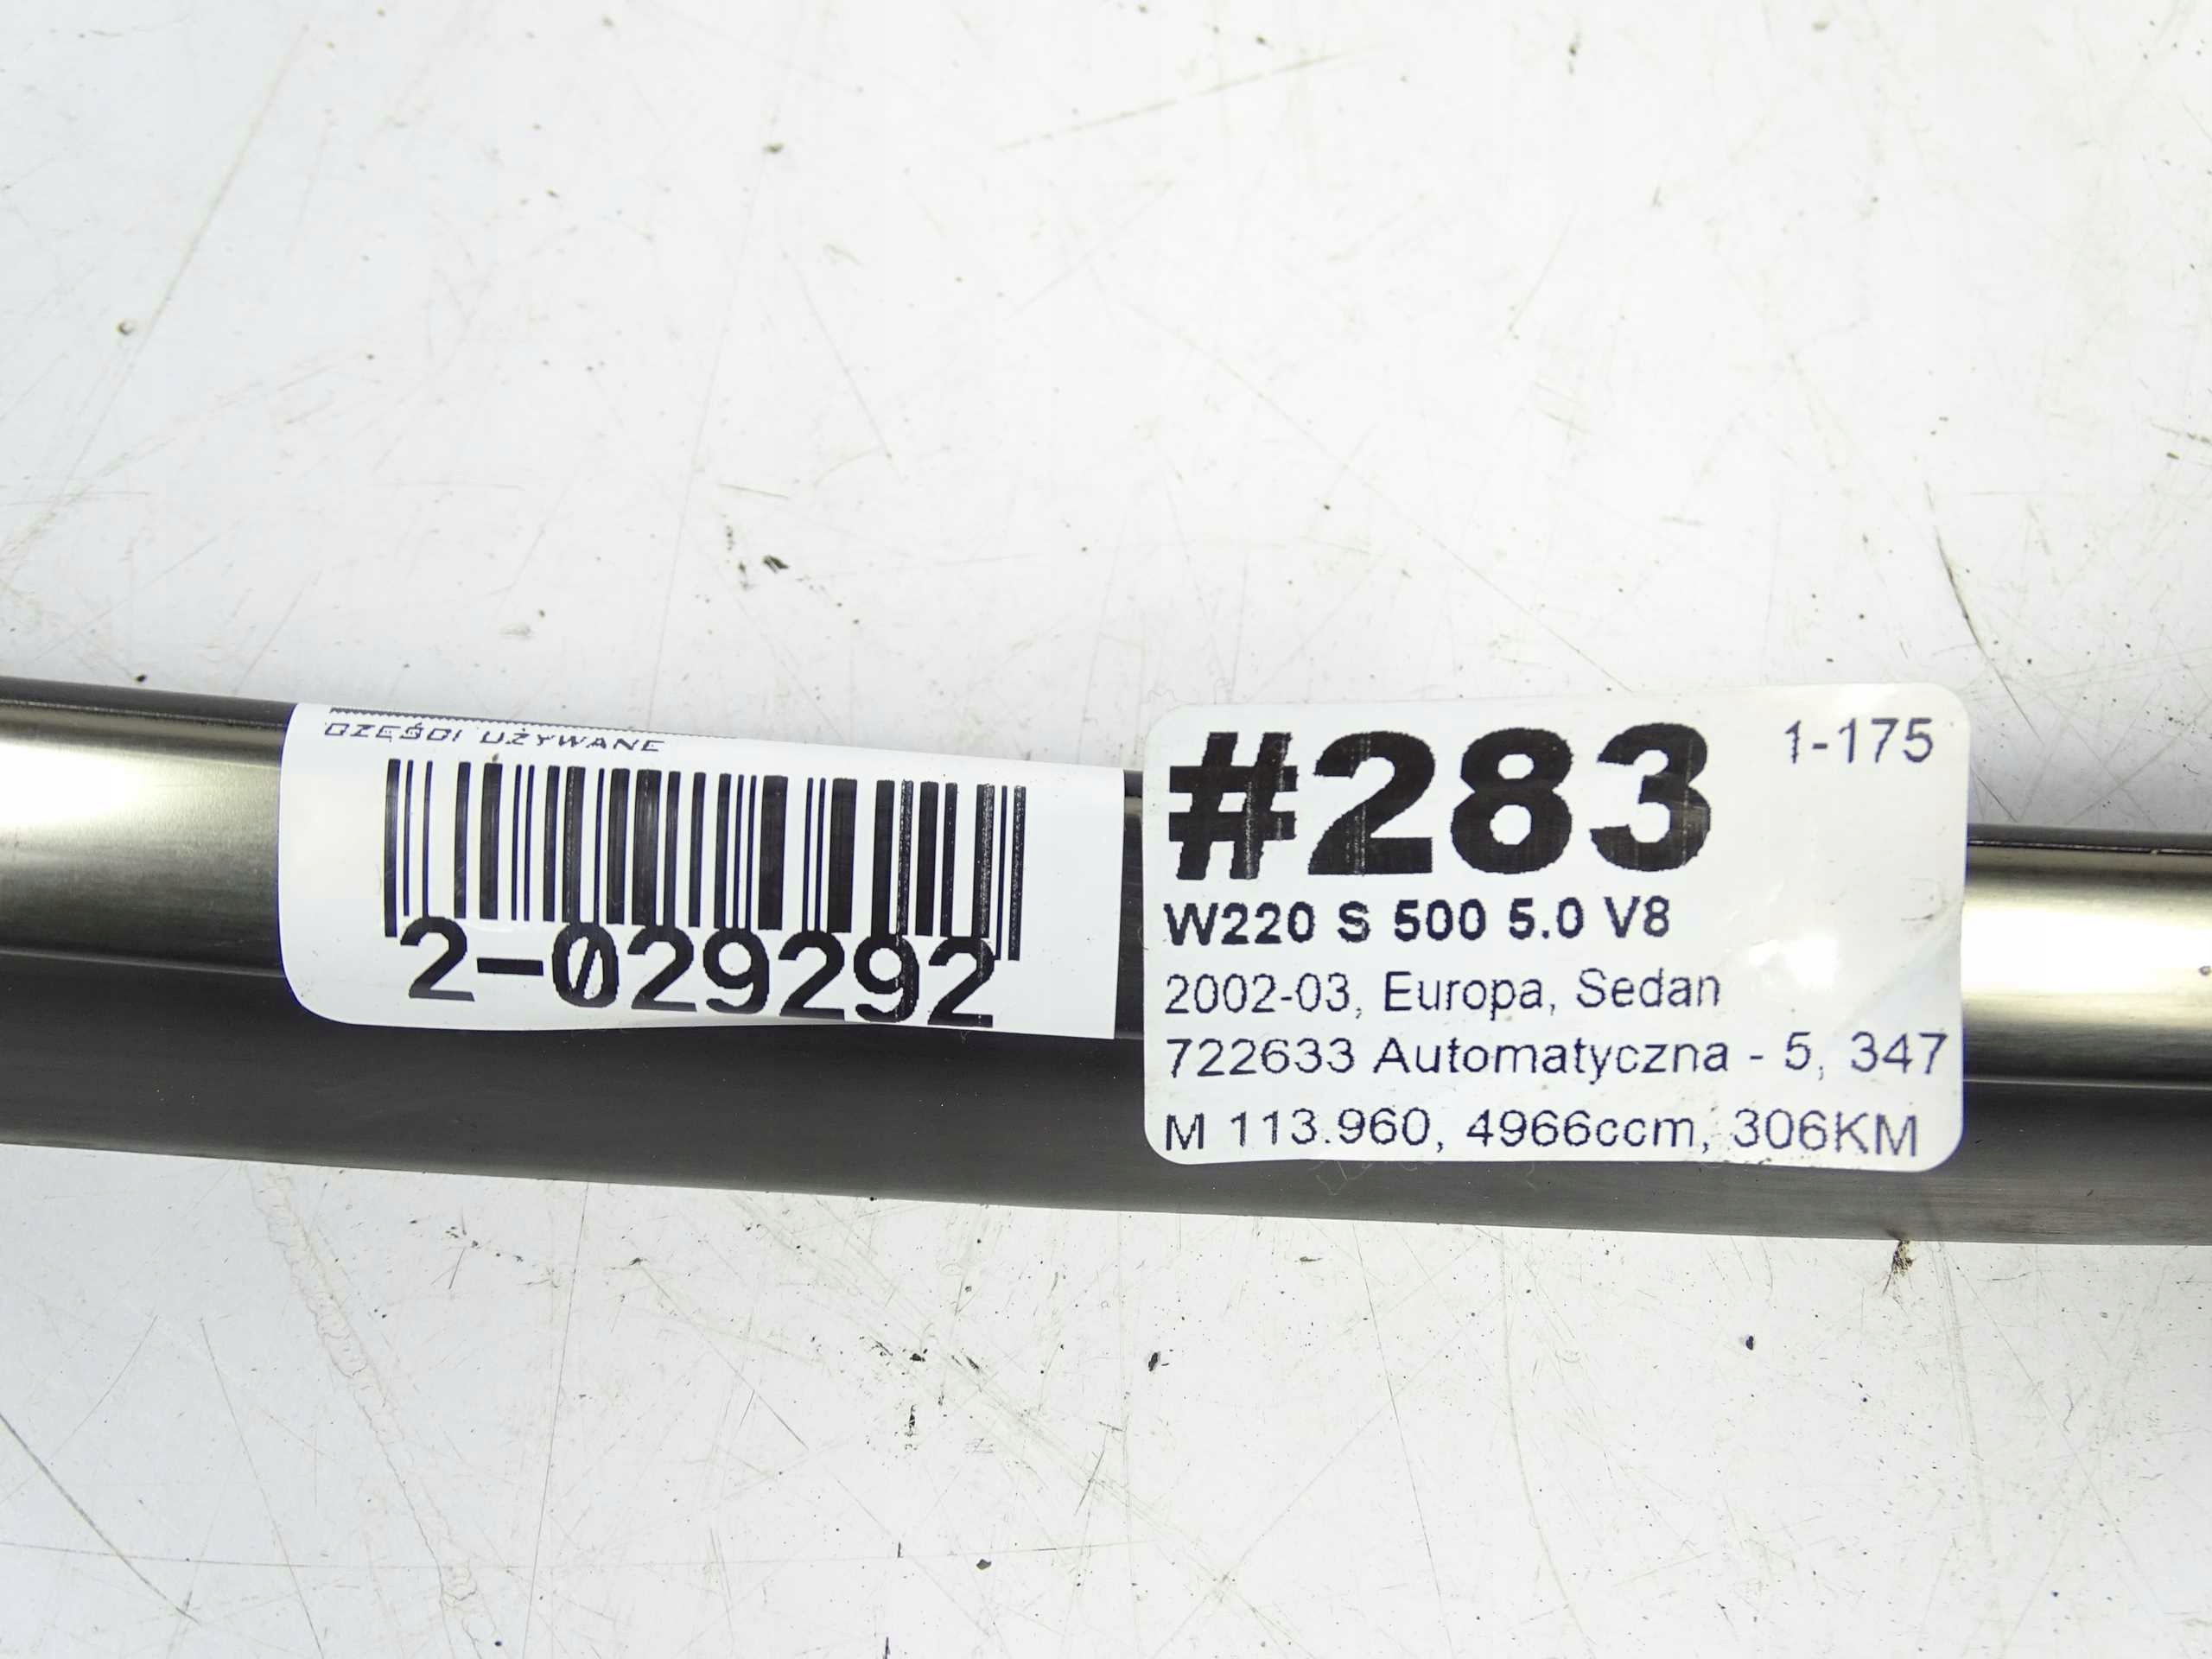 CZĘŚCI UŻYWANE
2-029292
#283 1-175
W220 S 500 5.0 V8
2002-03, Europa, Sedan
722633 Automatyczna - 5, 347
M 113.960, 4966ccm, 306KM